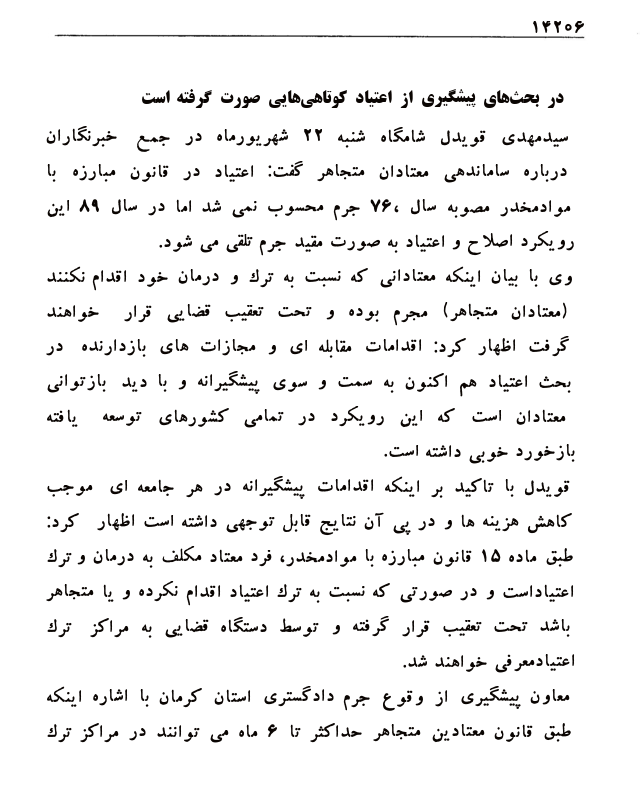 ۱۴۲۰۶
در بحث‌های پیشگیری از اعتیاد کوتاهی‌هایی صورت گرفته است
سیدمهدی قویدل شامگاه شنبه ۲۲ شهریورماه در جمع خبرنگاران
درباره ساماندهی معتادان متجاهر گفت: اعتیاد در قانون مبارزه با
موادمخدر مصوبه سال ۷۶، جرم محسوب نمی شد اما در سال ۸۹ این
رویکرد اصلاح و اعتیاد به صورت مقید جرم تلقی می شود.
وی با بیان اینکه معتادانی که نسبت به ترك و درمان خود اقدام نکنند
(معتادان متجاهر) مجرم بوده و تحت تعقیب قضایی قرار خواهند
گرفت اظهار کرد: اقدامات مقابله ای و مجازات های بازدارنده در
بحث اعتیاد هم اکنون به سمت و سوی پیشگیرانه و با دید بازتوانی
معتادان است که این رویکرد در تمامی کشورهای توسعه یافته
بازخورد خوبی داشته است.
قویدل با تاکید بر اینکه اقدامات پیشگیرانه در هر جامعه ای موجب
کاهش هزینه ها و در پی آن نتایج قابل توجهی داشته است اظهار کرد:
طبق ماده ۱۵ قانون مبارزه با موادمخدر، فرد معتاد مکلف به درمان و ترك
اعتیاداست و در صورتی که نسبت به ترك اعتیاد اقدام نکرده و یا متجاهر
باشد تحت تعقیب قرار گرفته و توسط دستگاه قضایی به مراکز ترك
اعتیادمعرفی خواهند شد.
معاون پیشگیری از وقوع جرم دادگستری استان کرمان با اشاره اینکه
طبق قانون معتادین متجاهر حداکثر تا ۶ ماه می توانند در مراکز ترك